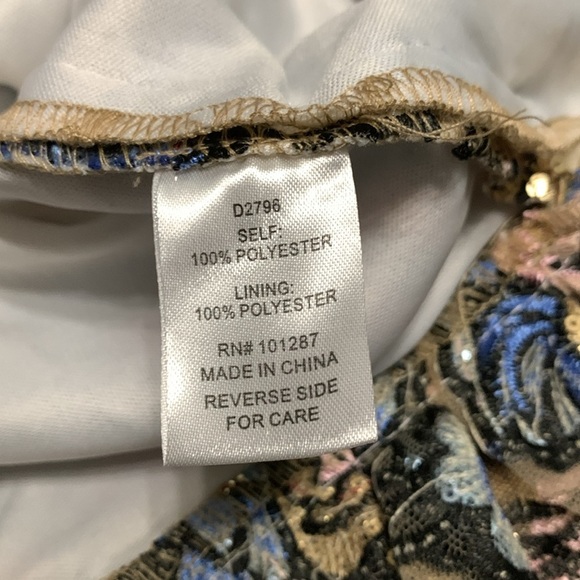 D2796
SELF:
100% POLYESTER
LINING:
100% POLYESTER
RN# 101287
MADE IN CHINA
REVERSE SIDE
FOR CARE